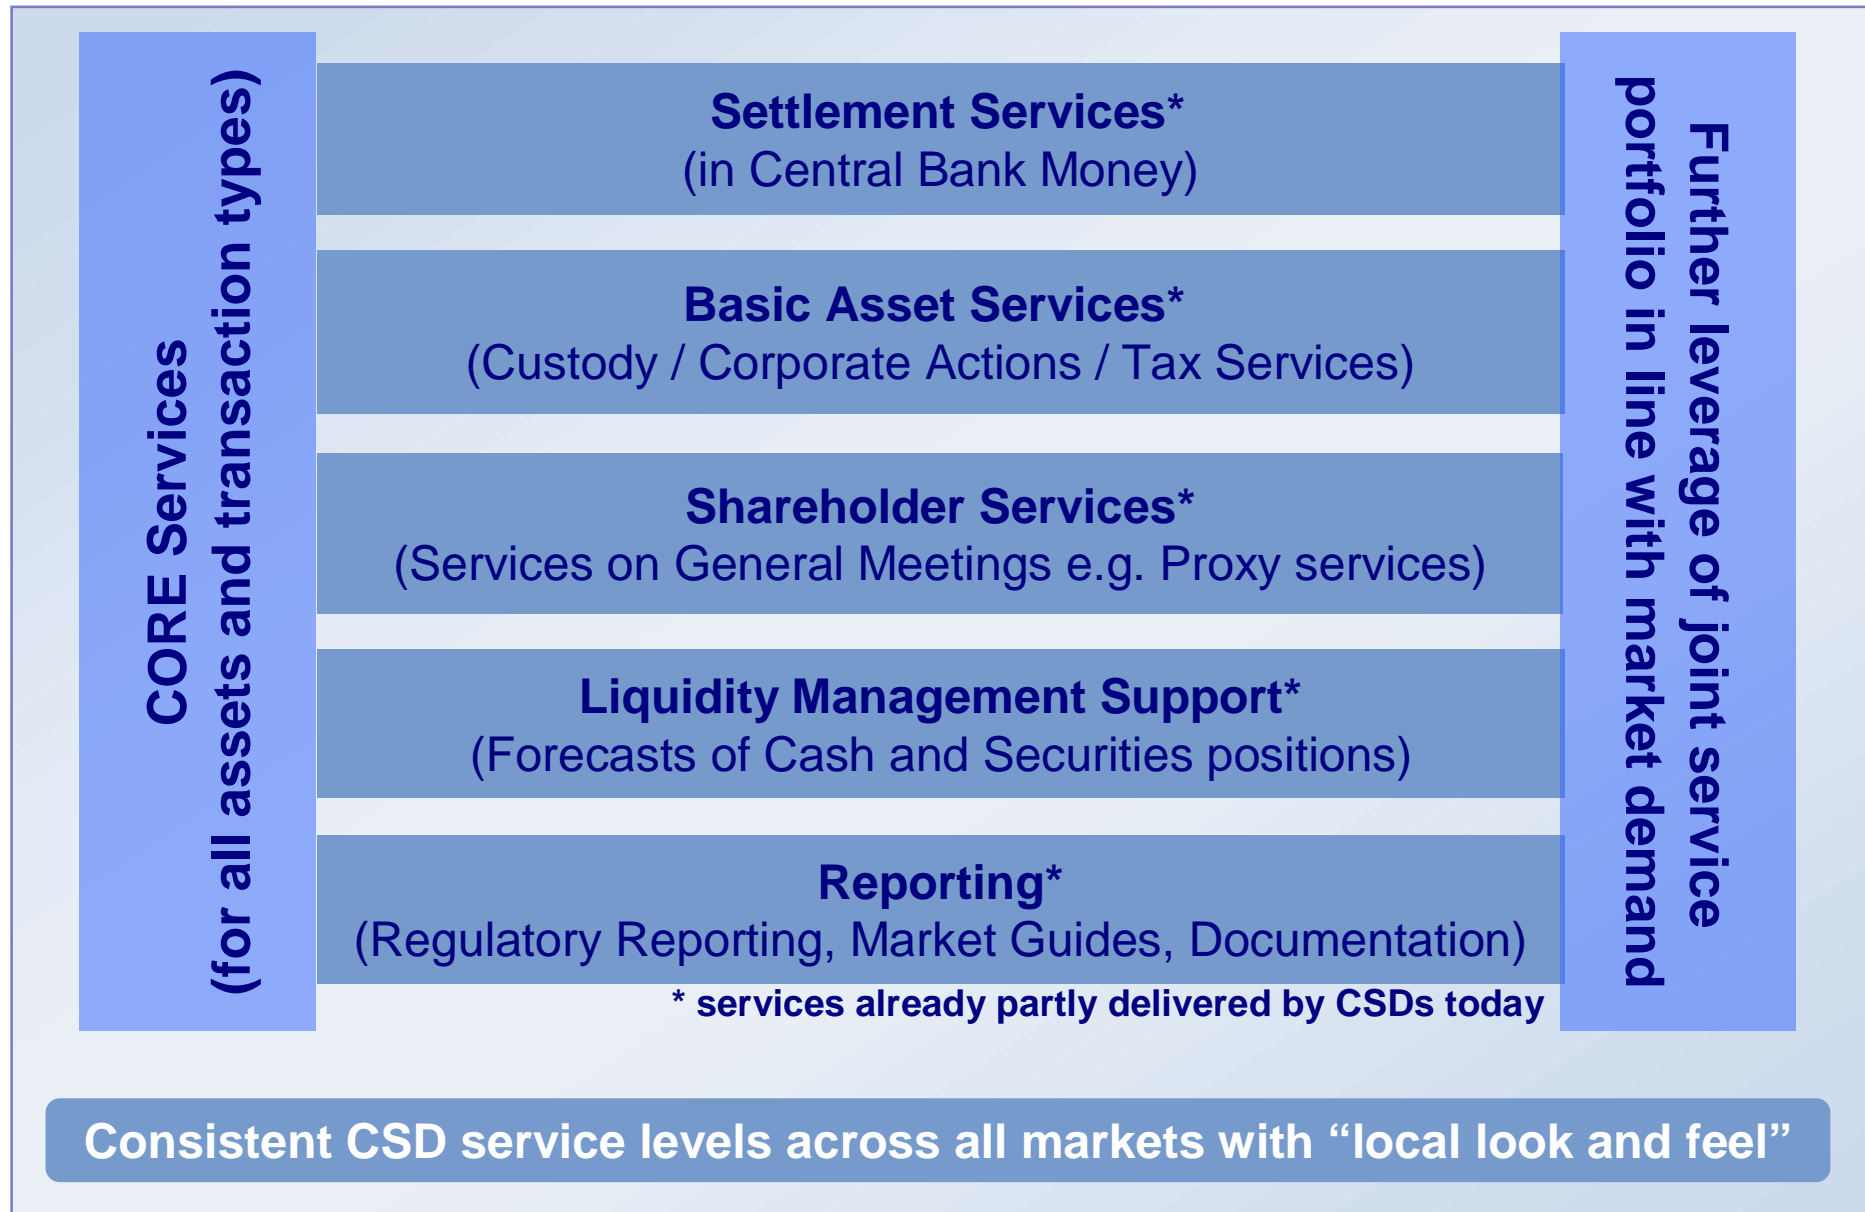 CORE Services
(for all assets and transaction types)
Settlement Services*
(in Central Bank Money)
Basic Asset Services*
(Custody / Corporate Actions / Tax Services)
Shareholder Services*
(Services on General Meetings e.g. Proxy services)
Liquidity Management Support*
(Forecasts of Cash and Securities positions)
Reporting*
(Regulatory Reporting, Market Guides, Documentation)
* services already partly delivered by CSDs today
Further leverage of joint service
portfolio in line with market demand
Consistent CSD service levels across all markets with “local look and feel”